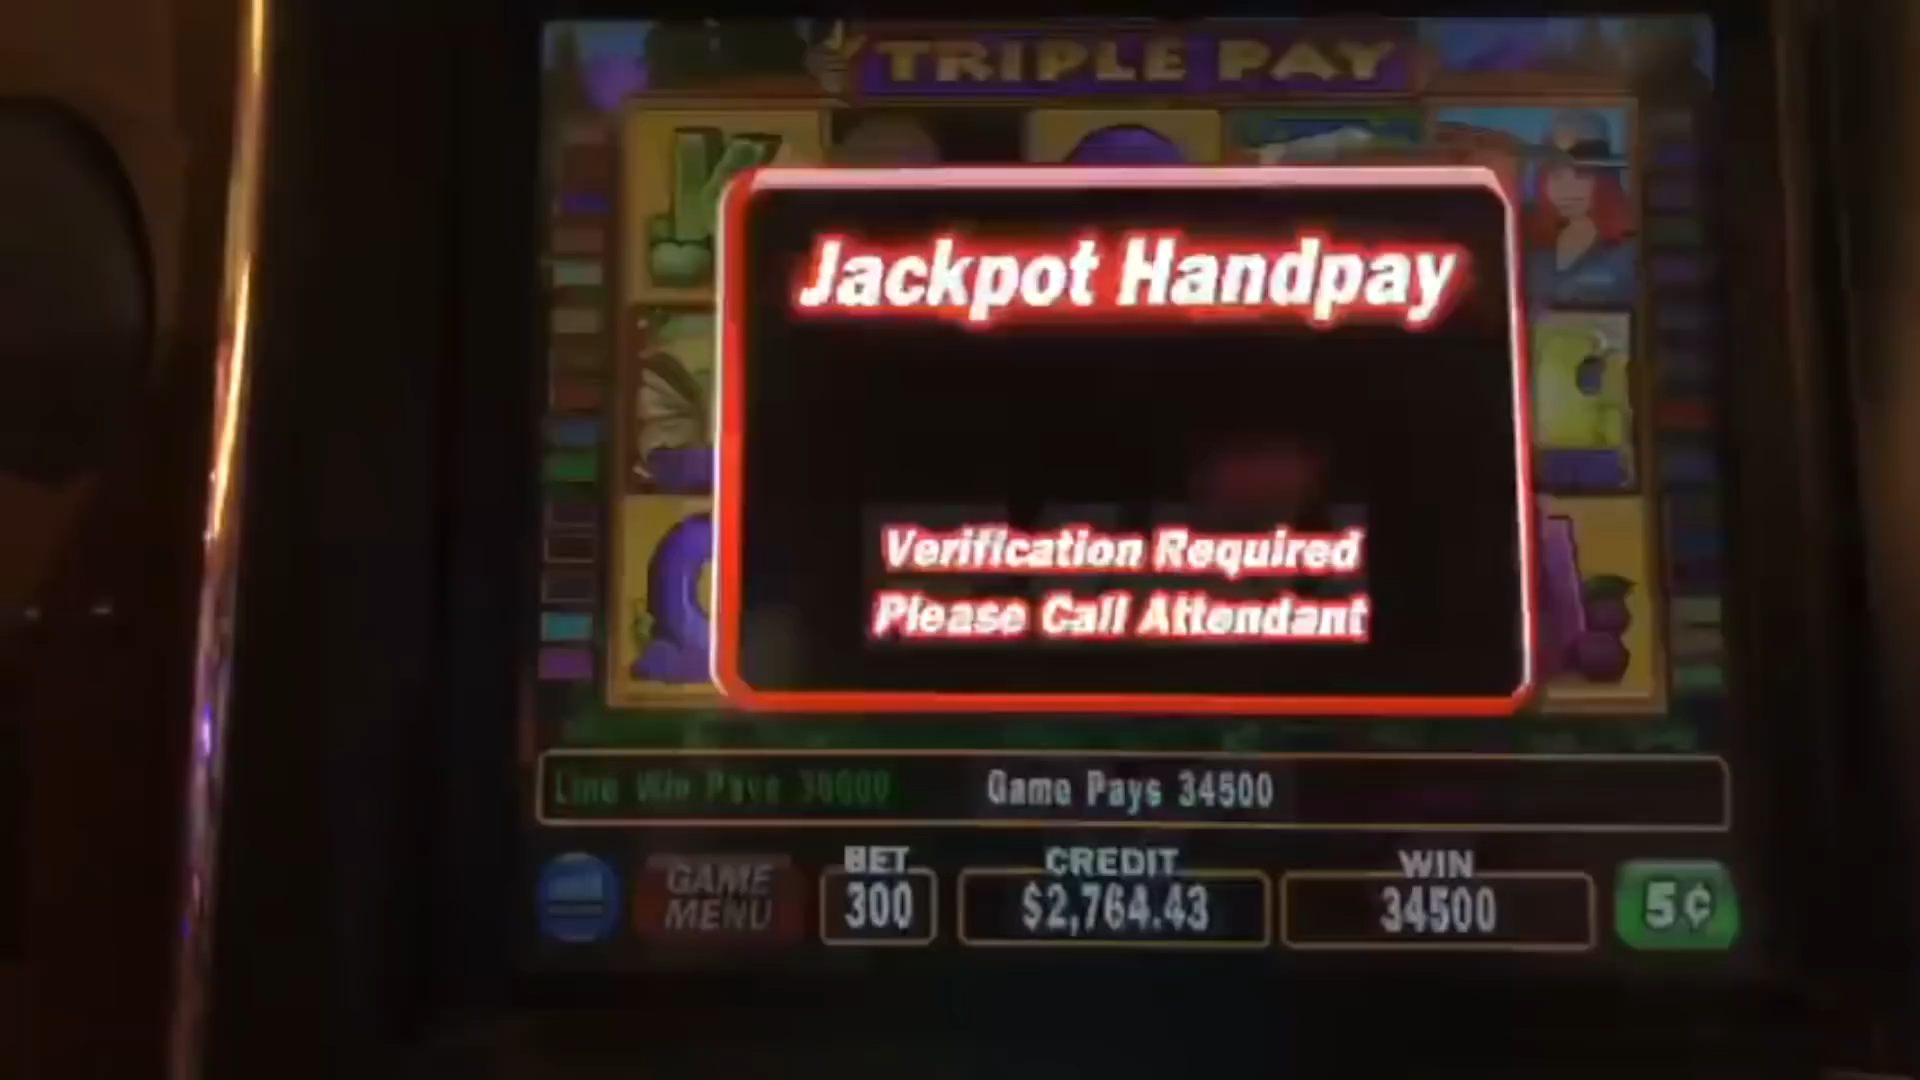 TRIPLE PAY
Jackpot Handpay
Verification Required
Please Call Attendant
Line Win Pays 30000 Game Pays 34500
GAME MENU
BET 300
CREDIT $2,764.43
WIN 34500
5¢